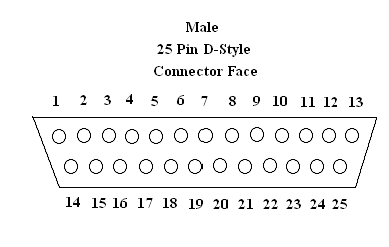 Male
25 Pin D-Style
Connector Face
1 2 3 4 5 6 7 8 9 10 11 12 13
14 15 16 17 18 19 20 21 22 23 24 25